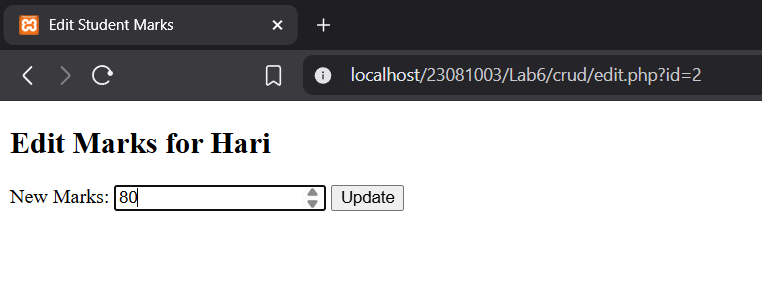 Edit Student Marks
localhost/23081003/Lab6/crud/edit.php?id=2
Edit Marks for Hari
New Marks: 80 Update